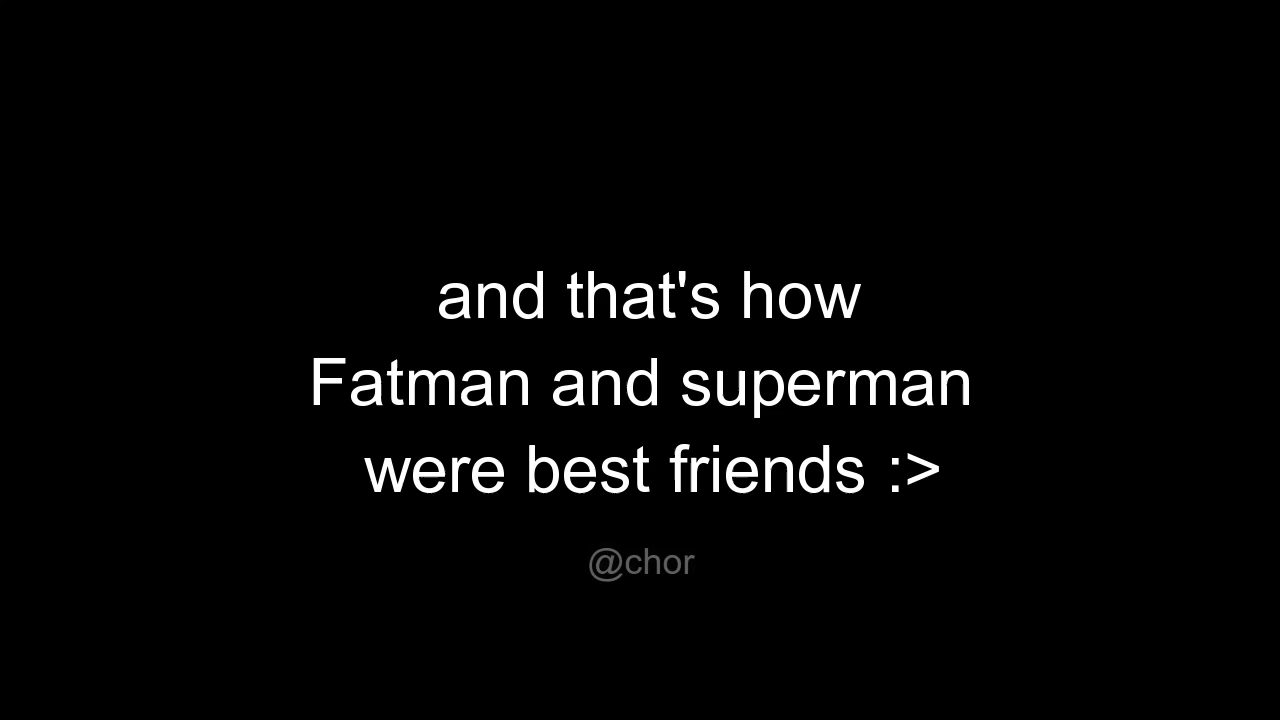 and that's how
Fatman and superman
were best friends :>
@chor